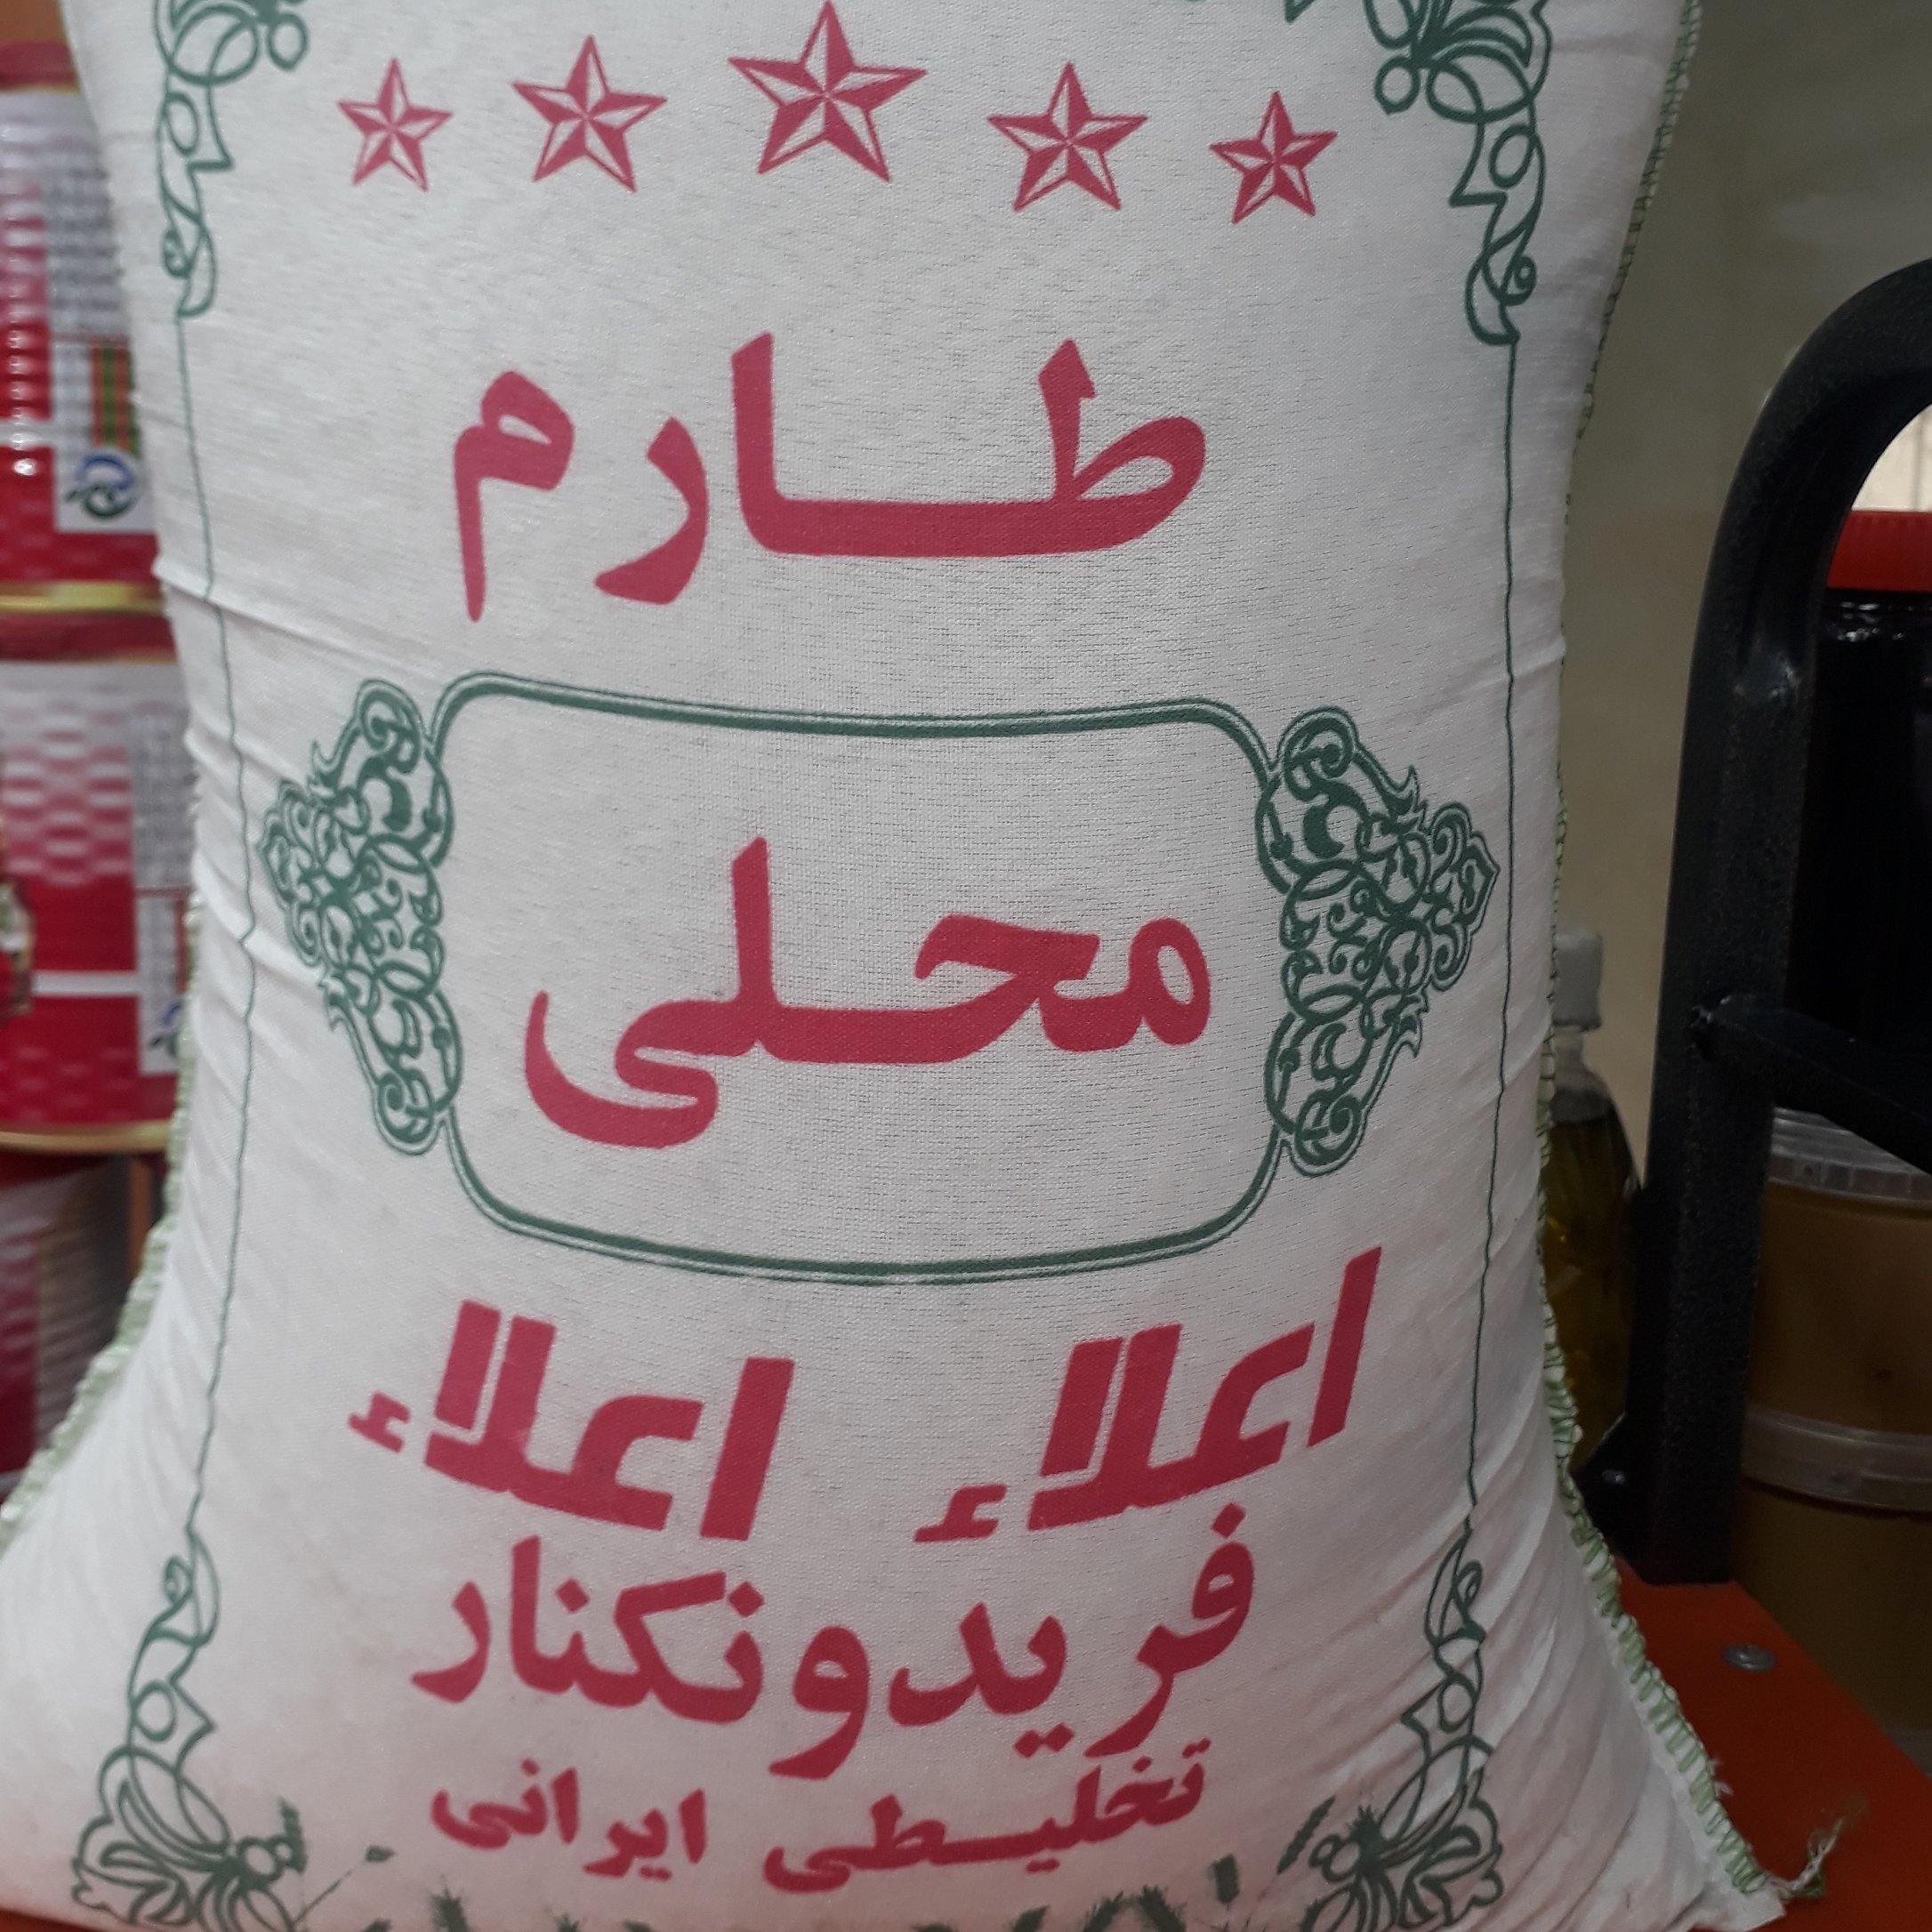 طارم
محلی
اعلاء اعلاء
فریدونکنار
تخلیطی ایرانی